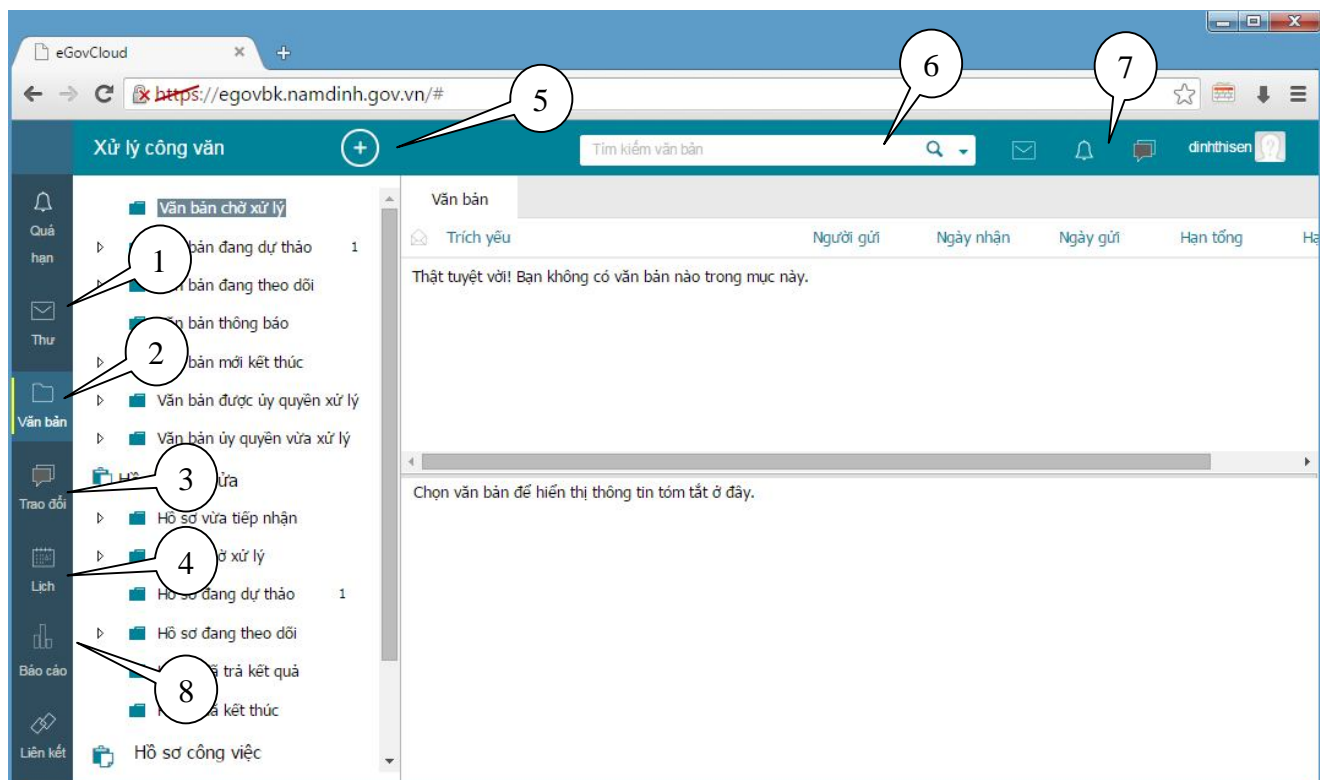 eGovCloud
https://egovbk.namdinh.gov.vn/#
5
6
7
Xử lý công văn
Tìm kiếm văn bản
dinhthisen
Quá
hạn
Thư
Văn bản
Trao đổi
Lịch
Báo cáo
Liên kết
1
2
3
4
8
Văn bản chờ xử lý
bản đang dự thảo 1
bản đang theo dõi
bản thông báo
bản mới kết thúc
Văn bản được ủy quyền xử lý
Văn bản ủy quyền vừa xử lý
Hồ sơ vừa tiếp nhận
xử lý
Hồ sơ đang dự thảo 1
Hồ sơ đang theo dõi
trả kết quả
kết thúc
Hồ sơ công việc
Văn bản
Trích yếu Người gửi Ngày nhận Ngày gửi Hạn tổng
Thật tuyệt vời! Bạn không có văn bản nào trong mục này.
Chọn văn bản để hiển thị thông tin tóm tắt ở đây.